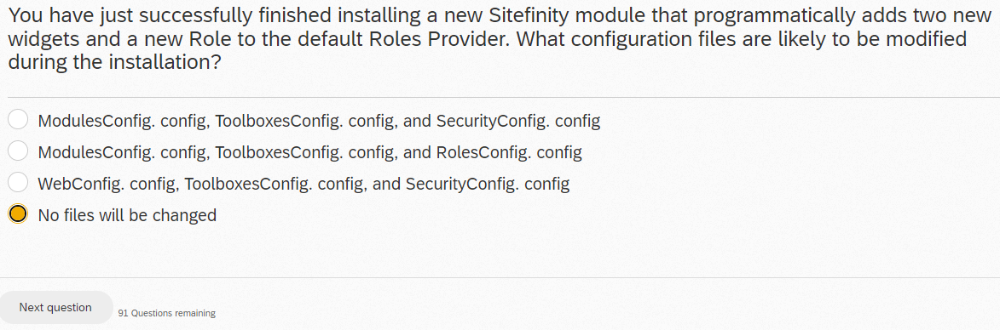 You have just successfully finished installing a new Sitefinity module that programmatically adds two new
widgets and a new Role to the default Roles Provider. What configuration files are likely to be modified
during the installation?
ModulesConfig. config, ToolboxesConfig. config, and SecurityConfig. config
ModulesConfig. config, ToolboxesConfig. config, and RolesConfig. config
WebConfig. config, ToolboxesConfig. config, and SecurityConfig. config
No files will be changed
Next question
91 Questions remaining